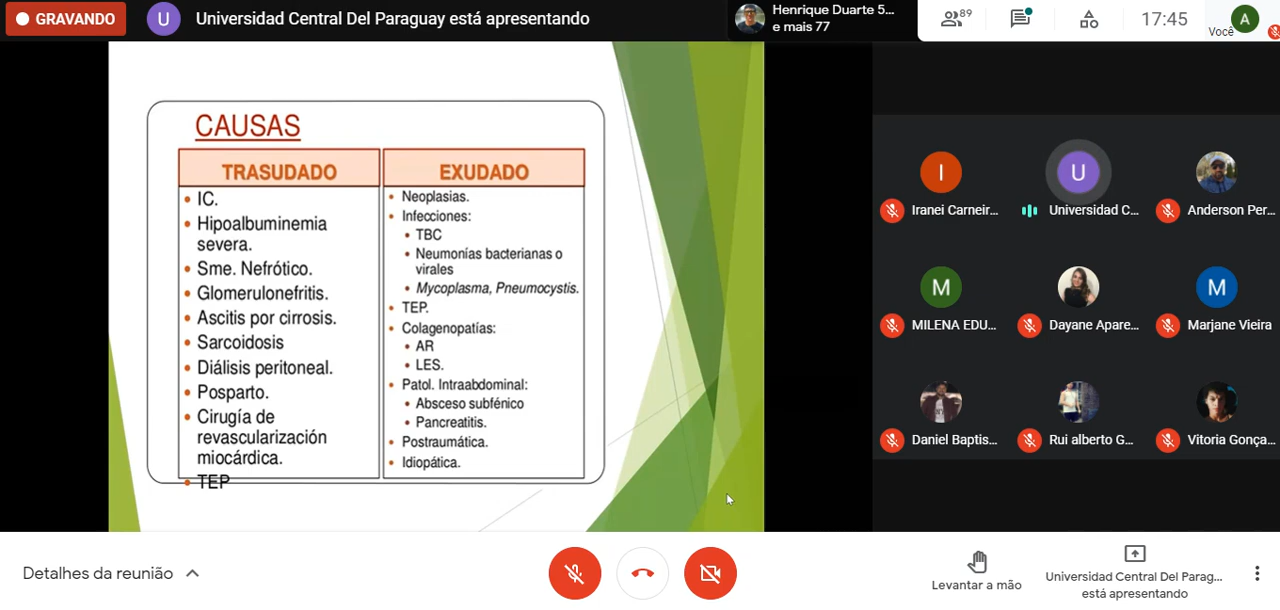 GRAVANDO
U
Universidad Central Del Paraguay está apresentando
Henrique Duarte 5...
e mais 77
89
17:45
Você
A
CAUSAS
TRASUDADO
• IC.
• Hipoalbuminemia
severa.
• Sme. Nefrótico.
• Glomerulonefritis.
• Ascitis por cirrosis.
• Sarcoidosis
• Diálisis peritoneal.
• Posparto.
• Cirugía de
revascularización
miocárdica.
• TEP
EXUDADO
• Neoplasias.
• Infecciones:
• TBC
• Neumonías bacterianas o
virales
• Mycoplasma, Pneumocystis.
• TEP.
• Colagenopatías:
• AR
• LES.
• Patol. Intraabdominal:
• Absceso subfénico
• Pancreatitis.
• Postraumática.
• Idiopática.
I
Iranei Carneir...
U
Universidad C...
Anderson Per...
M
MILENA EDU...
Dayane Apare...
M
Marjane Vieira
Daniel Baptis...
Rui alberto G...
Vitoria Gonça...
Detalhes da reunião
Levantar a mão
Universidad Central Del Parag...
está apresentando